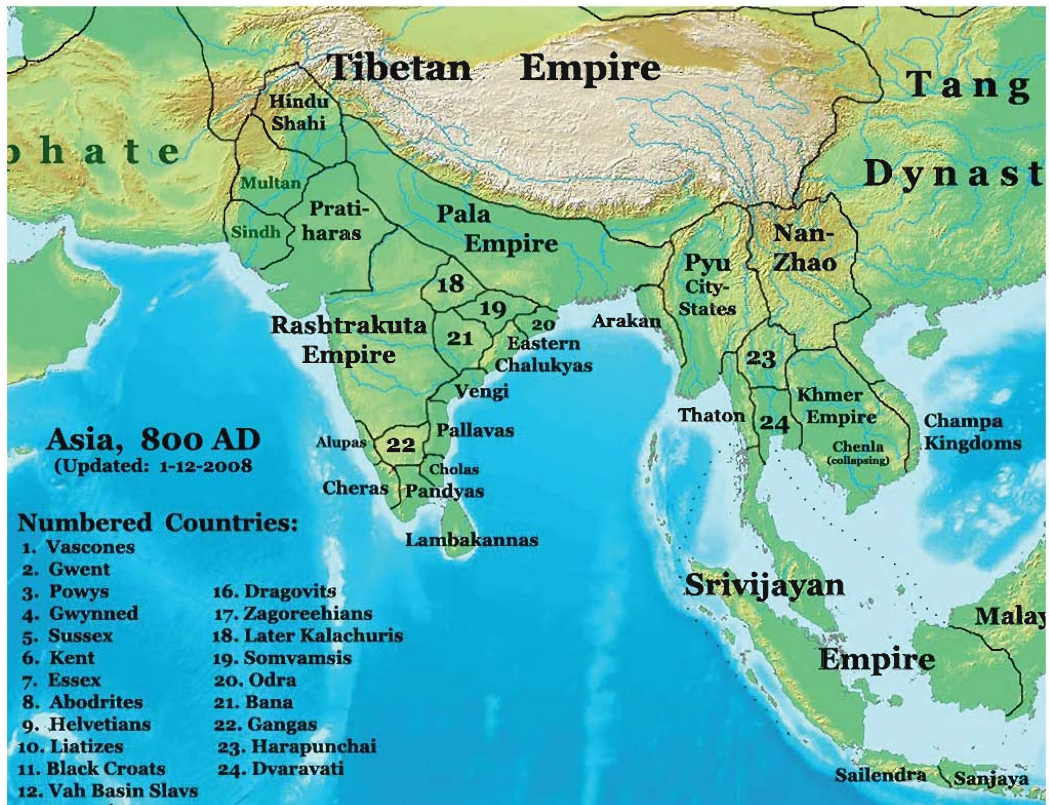 Tibetan Empire
Tang
Dynast
phate
Hindu
Shahi
Multan
Sindh
Prati-
haras
Pala
Empire
Pyu
City-
States
Nan-
Zhao
18
19
20
21
Rashtrakuta
Empire
Eastern
Chalukyas
Arakan
Vengi
23
24
Thaton
Khmer
Empire
Chenla
(collapsing)
Champa
Kingdoms
Alupas
22
Pallavas
Cholas
Cheras
Pandyas
Lambakannas
Asia, 800 AD
(Updated: 1-12-2008
Srivijayan
Empire
Malay
Sailendra
Sanjaya
Numbered Countries:
1. Vascones
2. Gwent
3. Powys
4. Gwynned
5. Sussex
6. Kent
7. Essex
8. Abodrites
9. Helvetians
10. Liatizes
11. Black Croats
12. Vah Basin Slavs
16. Dragovits
17. Zagoreehians
18. Later Kalachuris
19. Somvamsis
20. Odra
21. Bana
22. Gangas
23. Harapunchai
24. Dvaravati